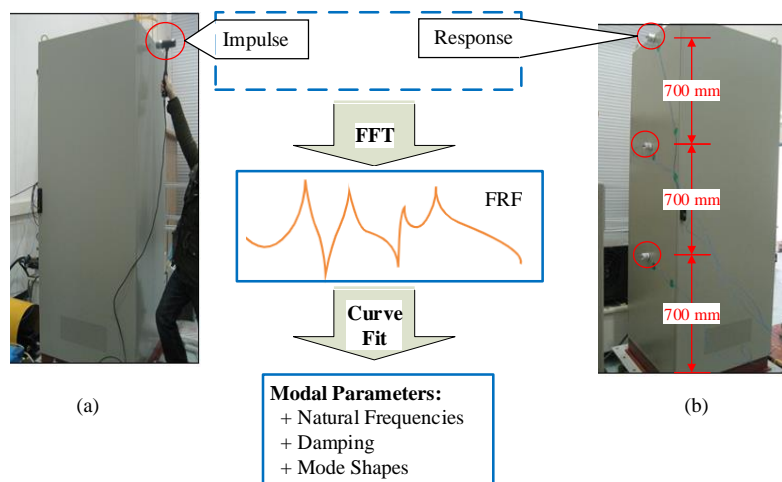 Impulse
Response
700 mm
FFT
700 mm
FRF
700 mm
Curve
Fit
Modal Parameters:
+ Natural Frequencies
+ Damping
+ Mode Shapes
(a)
(b)